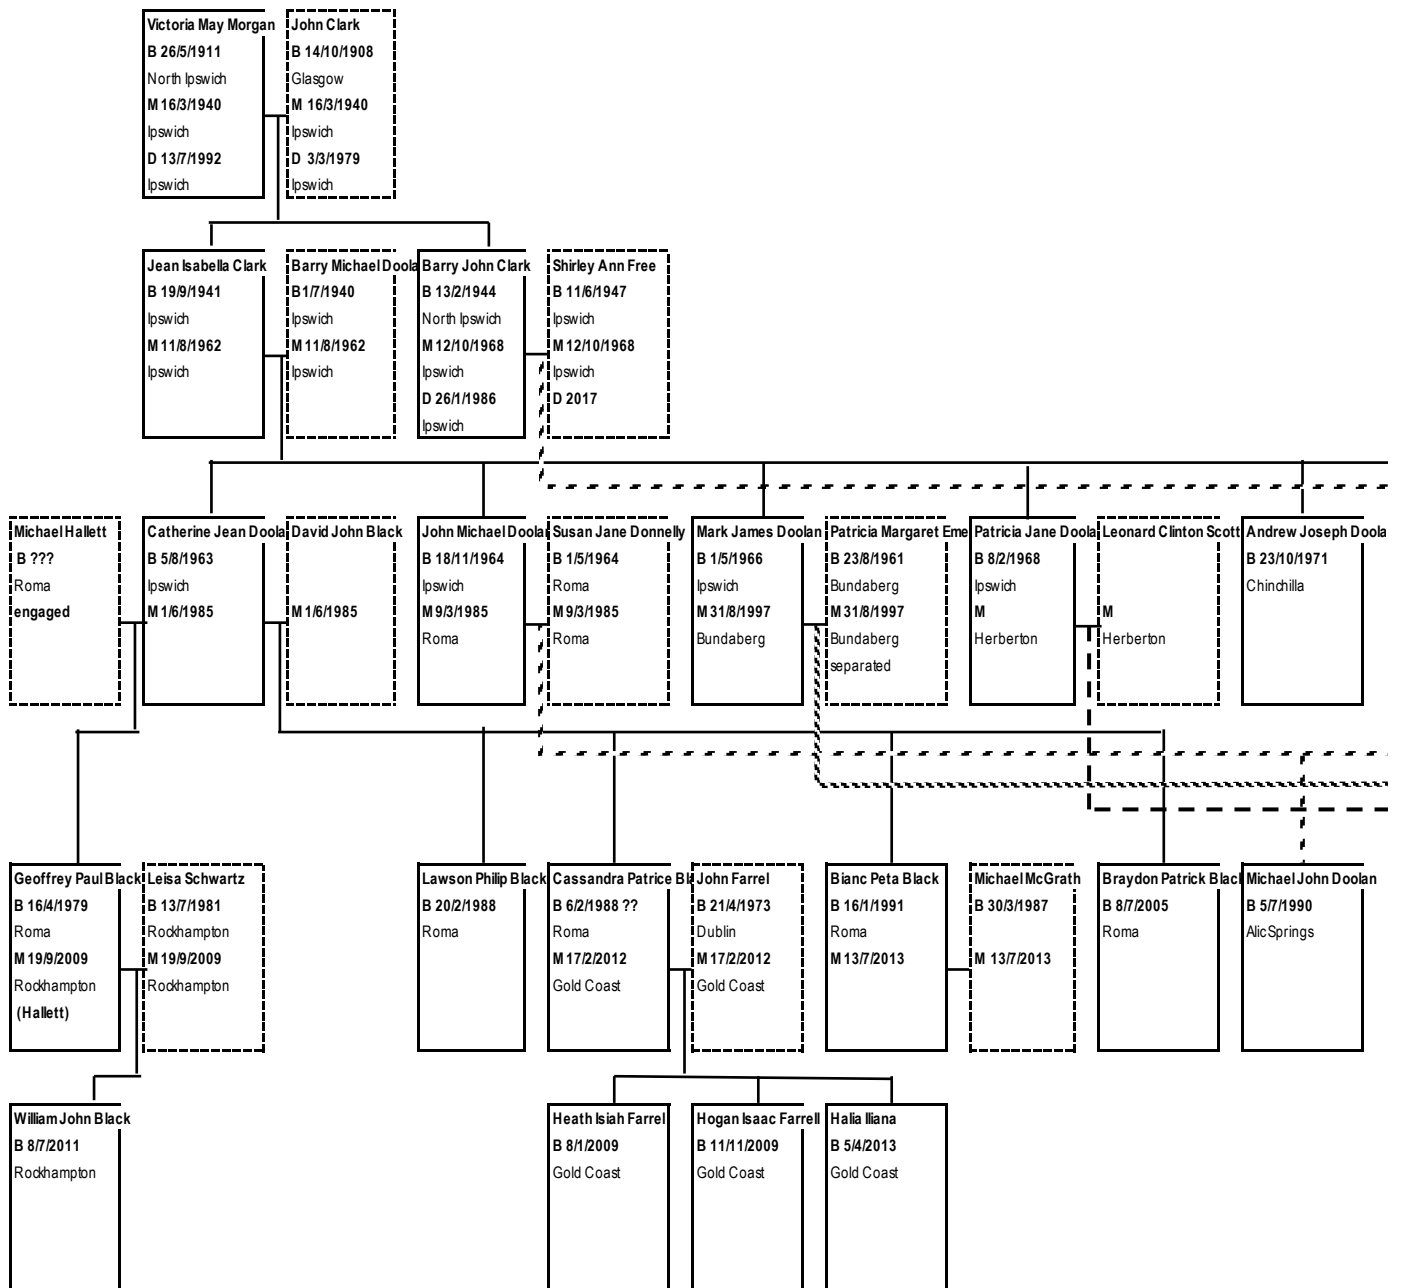 Victoria May Morgan
B 26/5/1911
North Ipswich
M 16/3/1940
Ipswich
D 13/7/1992
Ipswich
John Clark
B 14/10/1908
Glasgow
M 16/3/1940
Ipswich
D 3/3/1979
Ipswich
Jean Isabella Clark
B 19/9/1941
Ipswich
M 11/8/1962
Ipswich
Barry Michael Doola
B1/7/1940
Ipswich
M 11/8/1962
Ipswich
Barry John Clark
B 13/2/1944
North Ipswich
M 12/10/1968
Ipswich
D 26/1/1986
Ipswich
Shirley Ann Free
B 11/6/1947
Ipswich
M 12/10/1968
Ipswich
D 2017
Michael Hallett
B ???
Roma
engaged
Catherine Jean Doola
B 5/8/1963
Ipswich
M 1/6/1985
David John Black
M 1/6/1985
John Michael Doolan
B 18/11/1964
Ipswich
M 9/3/1985
Roma
Susan Jane Donnelly
B 1/5/1964
Roma
M 9/3/1985
Roma
Mark James Doolan
B 1/5/1966
Ipswich
M 31/8/1997
Bundaberg
Patricia Margaret Eme
B 23/8/1961
Bundaberg
M 31/8/1997
Bundaberg
separated
Patricia Jane Doola
B 8/2/1968
Ipswich
M
Herberton
Leonard Clinton Scott
M
Herberton
Andrew Joseph Doola
B 23/10/1971
Chinchilla
Geoffrey Paul Black
B 16/4/1979
Roma
M 19/9/2009
Rockhampton
(Hallett)
Leisa Schwartz
B 13/7/1981
Rockhampton
M 19/9/2009
Rockhampton
Lawson Philip Black
B 20/2/1988
Roma
Cassandra Patrice Bla
B 6/2/1988 ??
Roma
M 17/2/2012
Gold Coast
John Farrel
B 21/4/1973
Dublin
M 17/2/2012
Gold Coast
Bianc Peta Black
B 16/1/1991
Roma
M 13/7/2013
Michael McGrath
B 30/3/1987
M 13/7/2013
Braydon Patrick Black
B 8/7/2005
Roma
Michael John Doolan
B 5/7/1990
Alic Springs
William John Black
B 8/7/2011
Rockhampton
Heath Isiah Farrel
B 8/1/2009
Gold Coast
Hogan Isaac Farrell
B 11/11/2009
Gold Coast
Halia Iliana
B 5/4/2013
Gold Coast